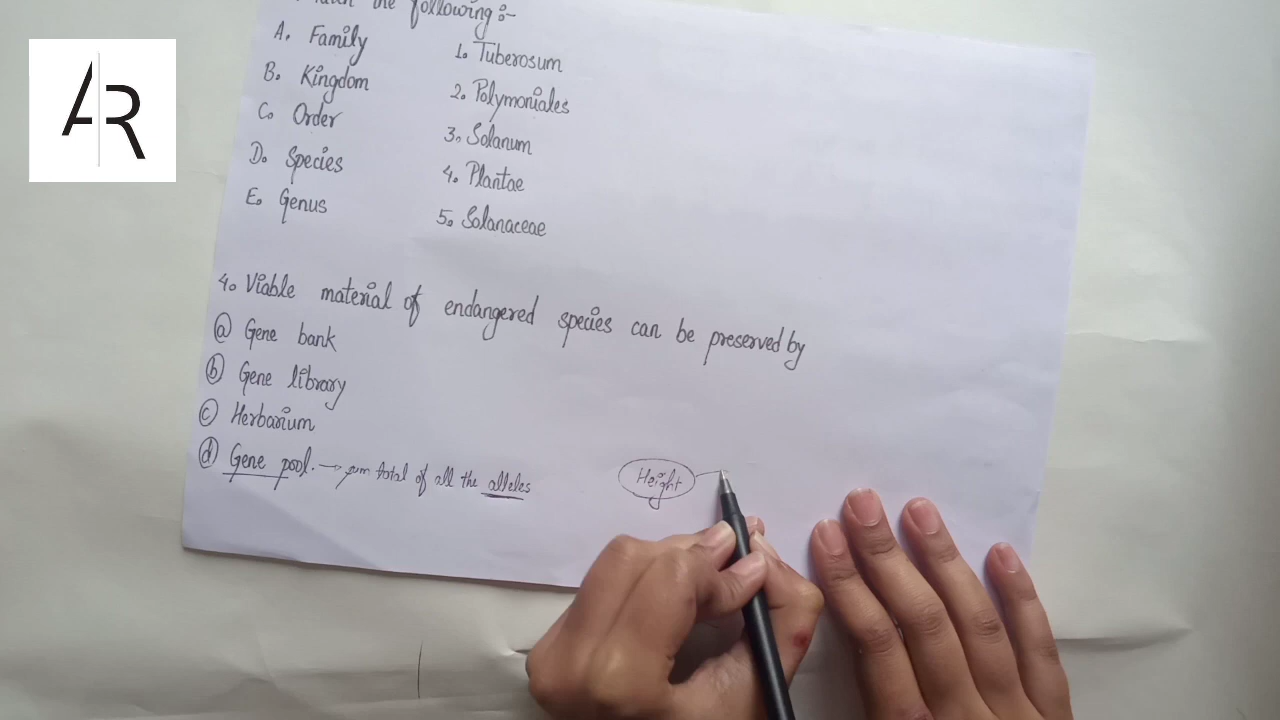 AR
the following :-
A. Family
1. Tuberosum
B. Kingdom
2. Polymoniales
C. Order
3. Solanum
D. Species
4. Plantae
E. Genus
5. Solanaceae
4. Viable material of endangered species can be preserved by
a Gene bank
b Gene library
c Herbarium
d Gene pool. → sum total of all the alleles
Height